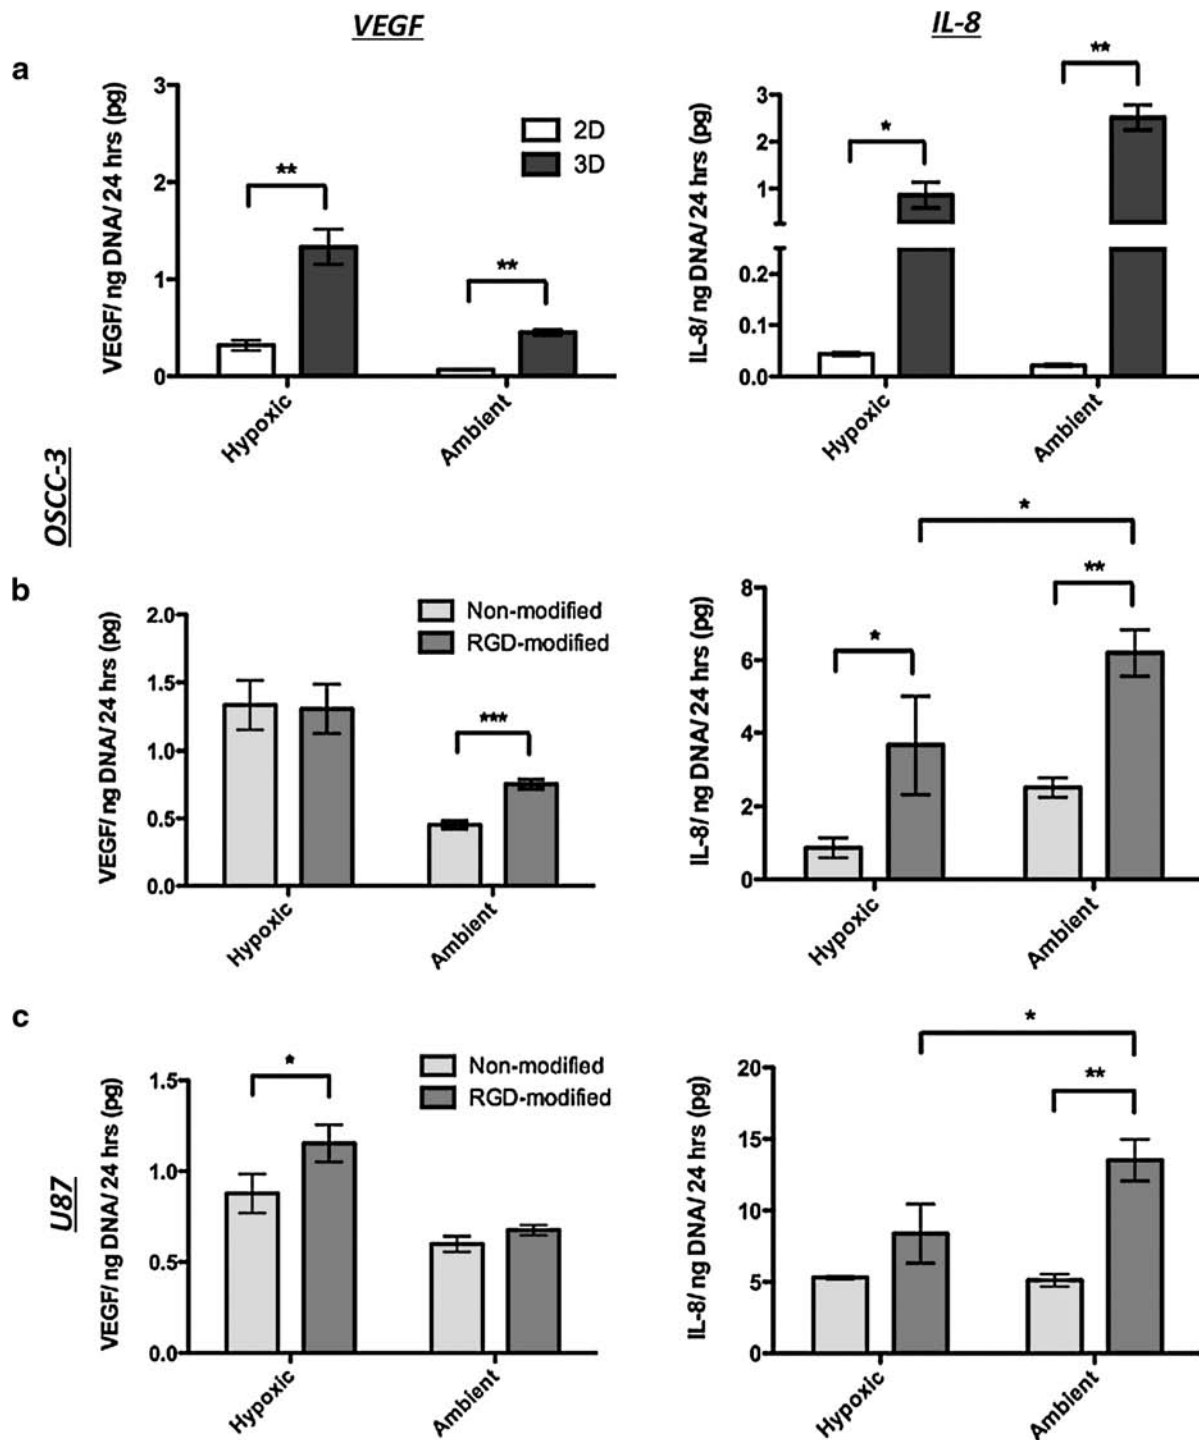 VEGF
IL-8
a
VEGF/ ng DNA/ 24 hrs (pg)
3
2
1
0
**
**
2D
3D
Hypoxic
Ambient
IL-8/ ng DNA/ 24 hrs (pg)
3
2
1
0.2
0.1
0.0
*
**
Hypoxic
Ambient
OSCC-3
b
VEGF/ ng DNA/ 24 hrs (pg)
2.0
1.5
1.0
0.5
0.0
***
Non-modified
RGD-modified
Hypoxic
Ambient
IL-8/ ng DNA/ 24 hrs (pg)
8
6
4
2
0
*
*
**
Hypoxic
Ambient
c
U87
VEGF/ ng DNA/ 24 hrs (pg)
1.5
1.0
0.5
0.0
*
Non-modified
RGD-modified
Hypoxic
Ambient
IL-8/ ng DNA/ 24 hrs (pg)
20
15
10
5
0
*
**
Hypoxic
Ambient